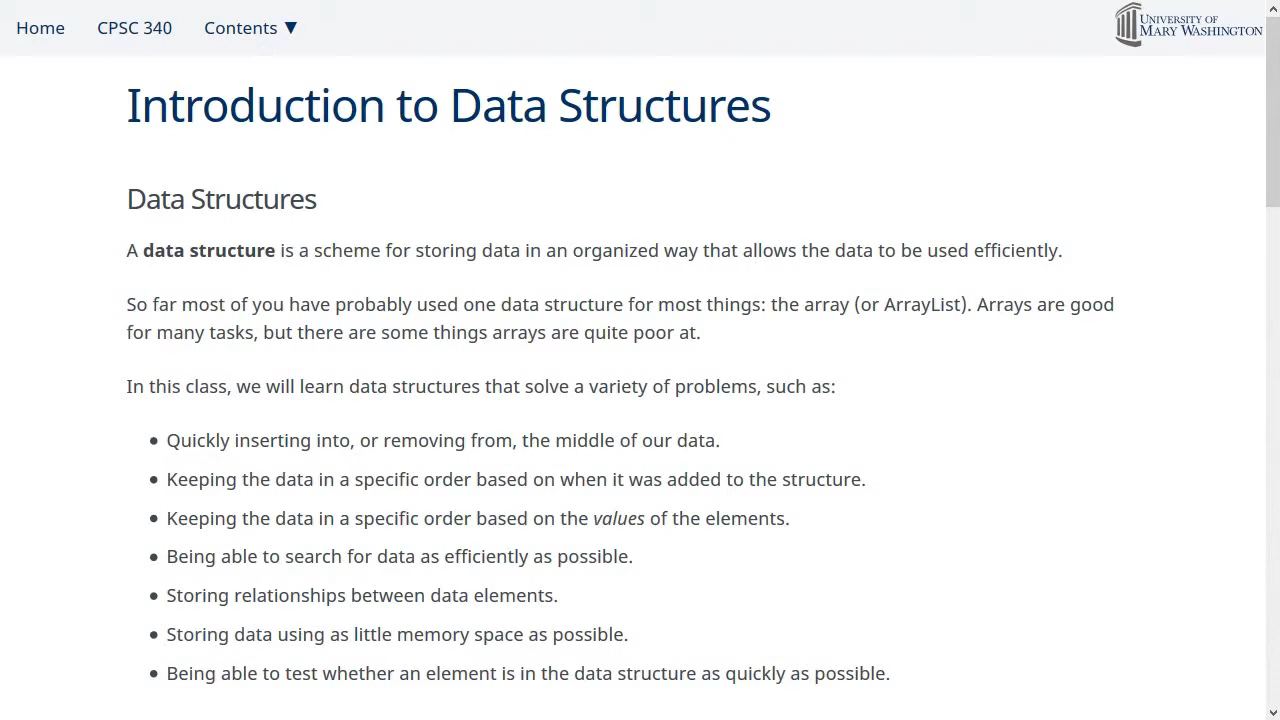 Home CPSC 340 Contents ▼
UNIVERSITY OF
MARY WASHINGTON
Introduction to Data Structures
Data Structures
A data structure is a scheme for storing data in an organized way that allows the data to be used efficiently.
So far most of you have probably used one data structure for most things: the array (or ArrayList). Arrays are good
for many tasks, but there are some things arrays are quite poor at.
In this class, we will learn data structures that solve a variety of problems, such as:
• Quickly inserting into, or removing from, the middle of our data.
• Keeping the data in a specific order based on when it was added to the structure.
• Keeping the data in a specific order based on the values of the elements.
• Being able to search for data as efficiently as possible.
• Storing relationships between data elements.
• Storing data using as little memory space as possible.
• Being able to test whether an element is in the data structure as quickly as possible.